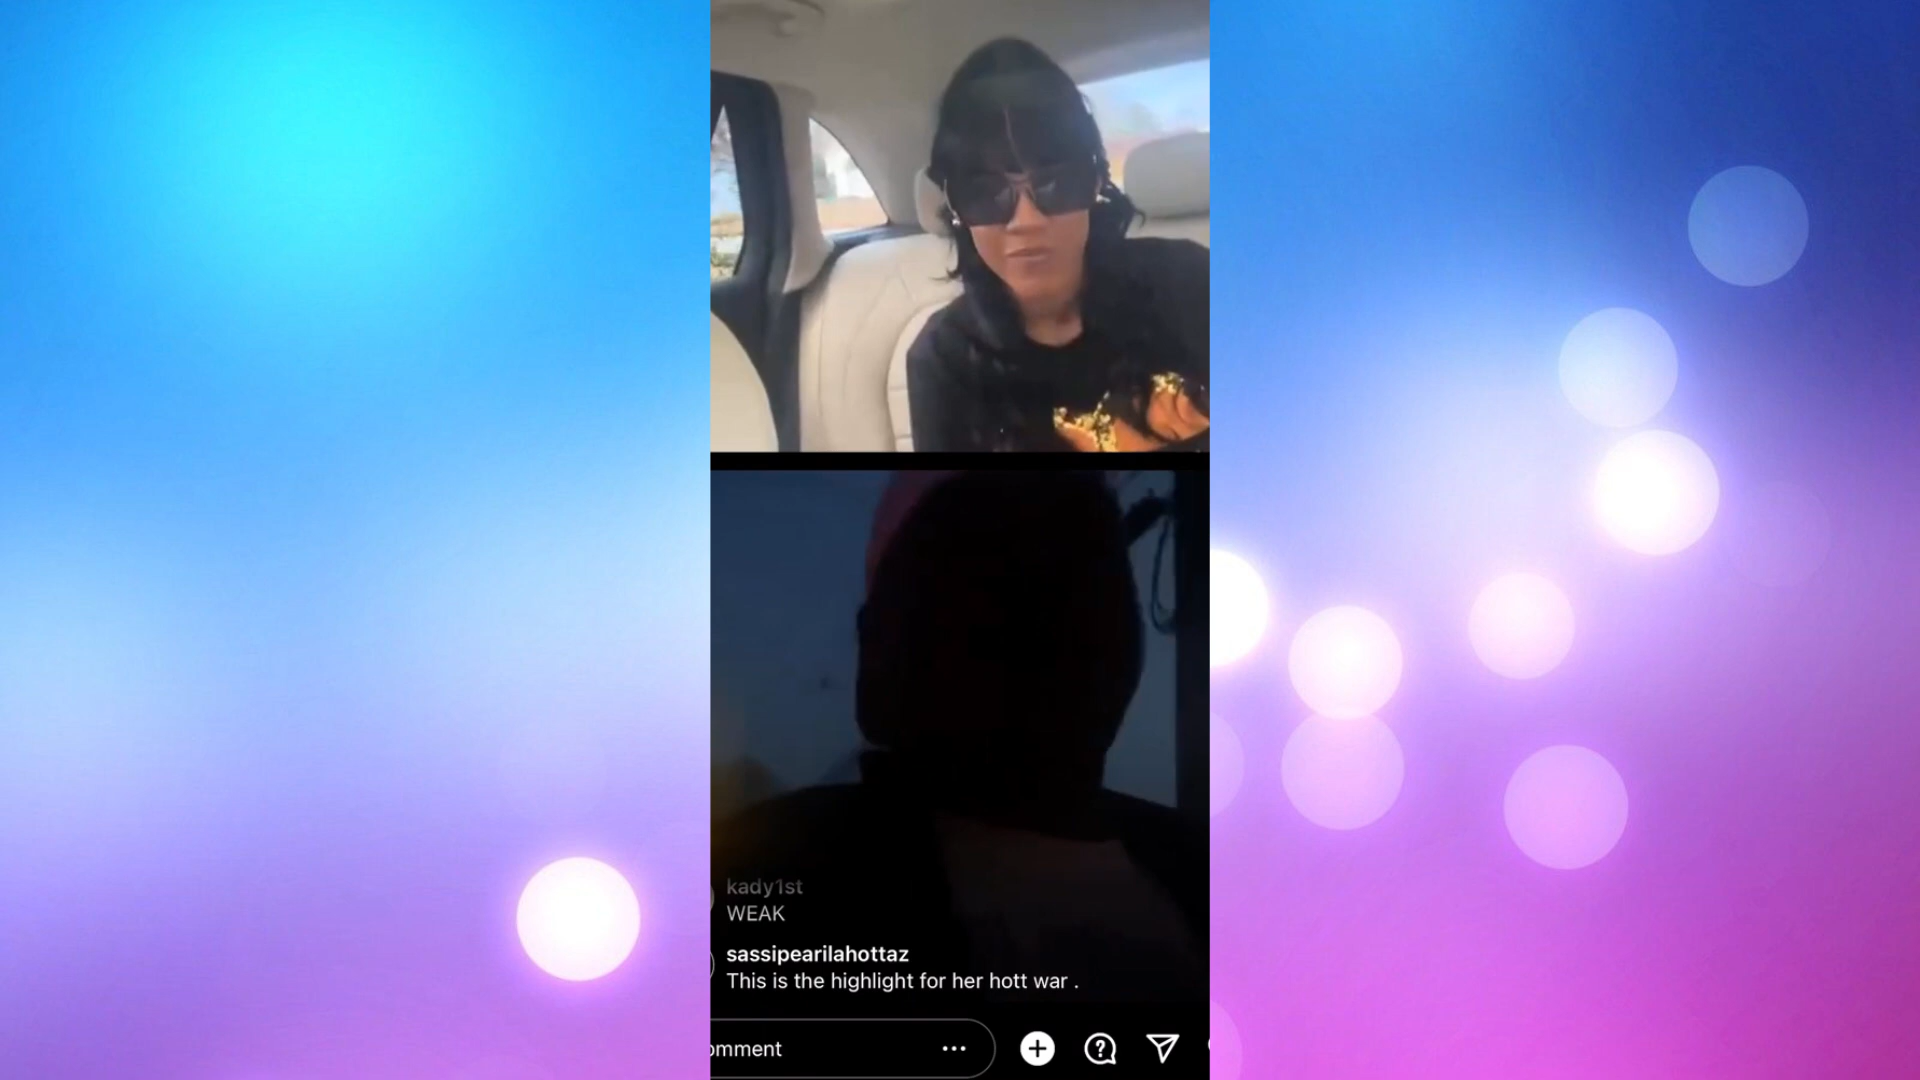 kady1st
WEAK
sassipearilahottaz
This is the highlight for her hott war .
omment